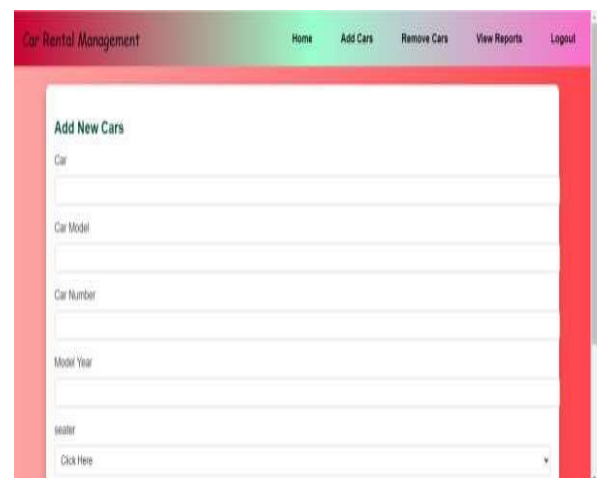 Car Rental Management Home Add Cars Remove Cars View Reports Logout
Add New Cars
Car
Car Model
Car Number
Model Year
seater
Click Here